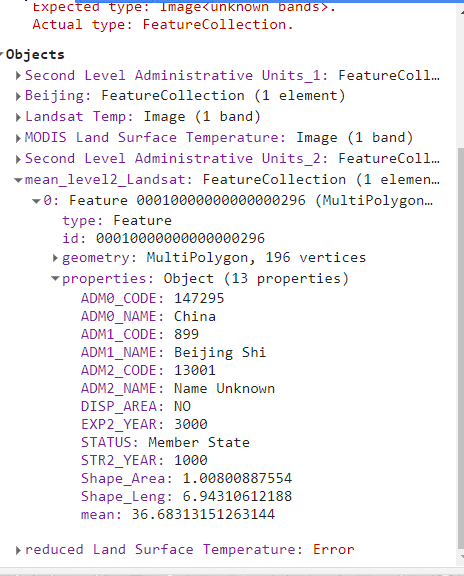 Expected type: Image<unknown bands>.
Actual type: FeatureCollection.
Objects
Second Level Administrative Units_1: FeatureColl…
Beijing: FeatureCollection (1 element)
Landsat Temp: Image (1 band)
MODIS Land Surface Temperature: Image (1 band)
Second Level Administrative Units_2: FeatureColl…
mean_level2_Landsat: FeatureCollection (1 elemen…
0: Feature 00010000000000000296 (MultiPolygon…
type: Feature
id: 00010000000000000296
geometry: MultiPolygon, 196 vertices
properties: Object (13 properties)
ADM0_CODE: 147295
ADM0_NAME: China
ADM1_CODE: 899
ADM1_NAME: Beijing Shi
ADM2_CODE: 13001
ADM2_NAME: Name Unknown
DISP_AREA: NO
EXP2_YEAR: 3000
STATUS: Member State
STR2_YEAR: 1000
Shape_Area: 1.00800887554
Shape_Leng: 6.94310612188
mean: 36.68313151263144
reduced Land Surface Temperature: Error